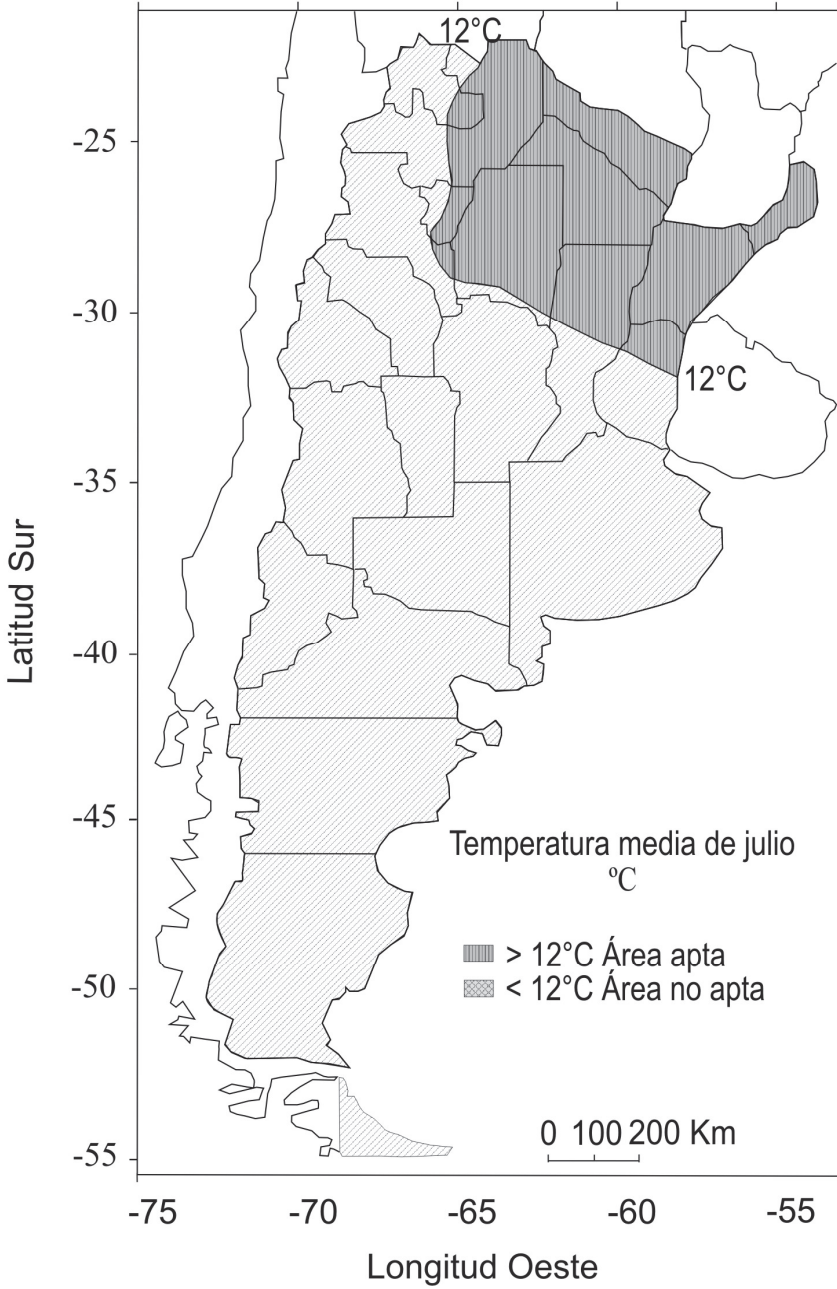 12°C
-25
-30
12°C
-35
Latitud Sur
-40
-45
Temperatura media de julio
ºC
> 12°C Área apta
< 12°C Área no apta
-50
0 100 200 Km
-55
-75 -70 -65 -60 -55
Longitud Oeste